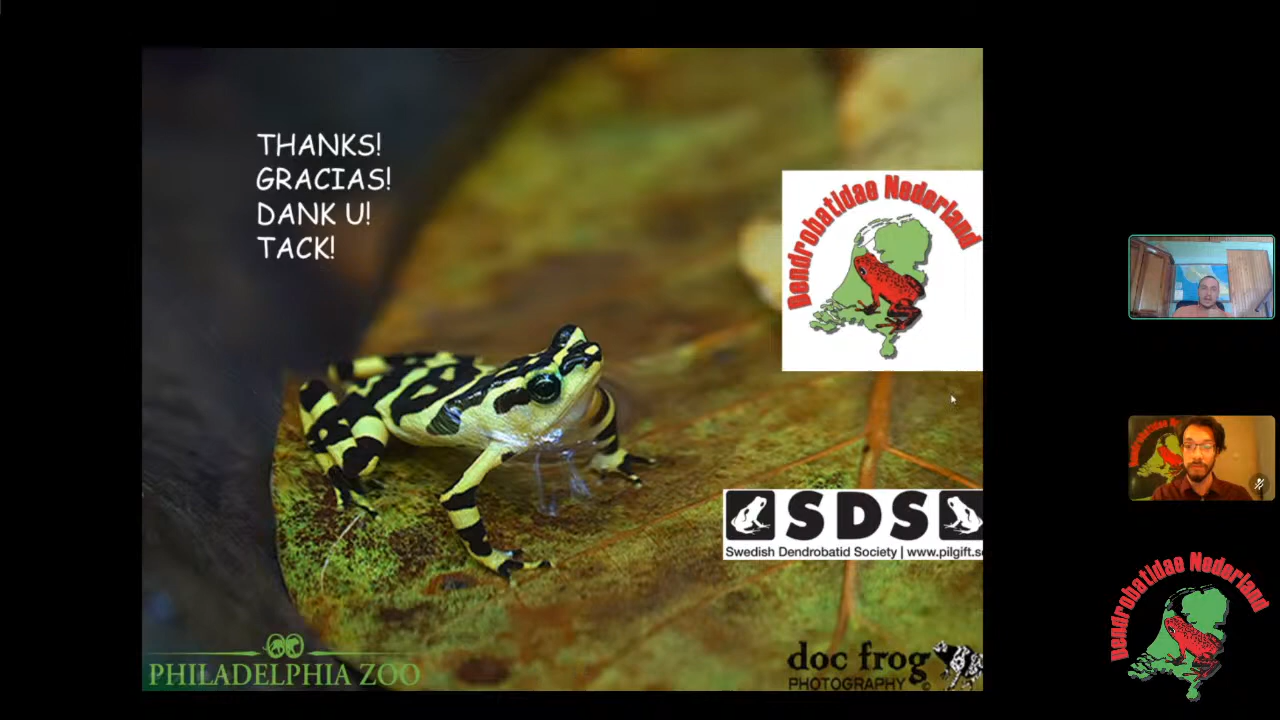 THANKS!
GRACIAS!
DANK U!
TACK!
Dendrobatidae Nederland
SDS
Swedish Dendrobatid Society | www.pilgift.s
PHILADELPHIA ZOO
doc frog
PHOTOGRAPHY ©
Dendrobatidae Nederland